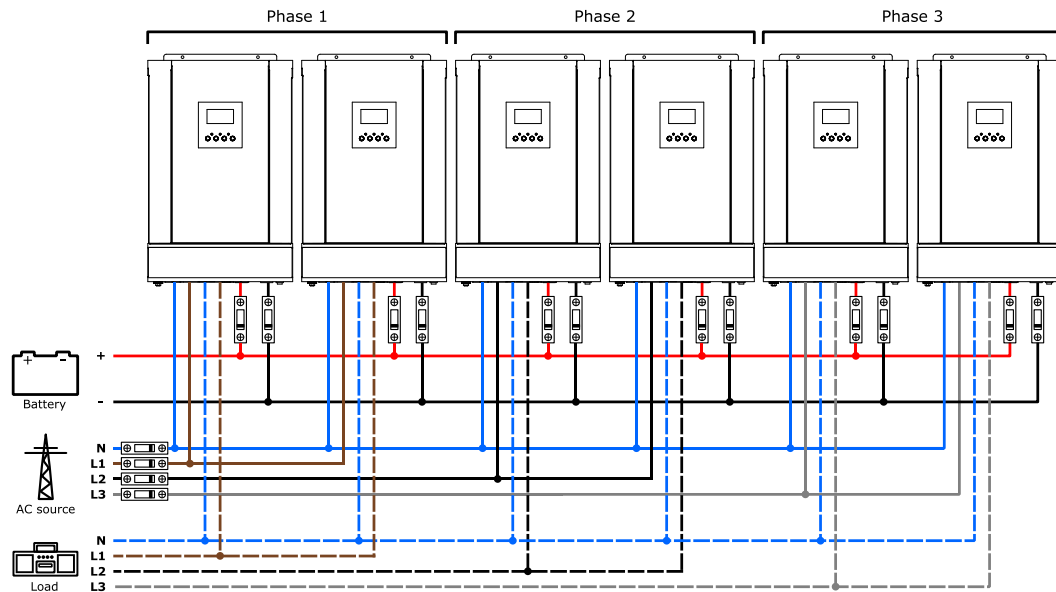 Phase 1 Phase 2 Phase 3
+ -
+
Battery
-
N
L1
L2
L3
AC source
N
L1
L2
L3
Load